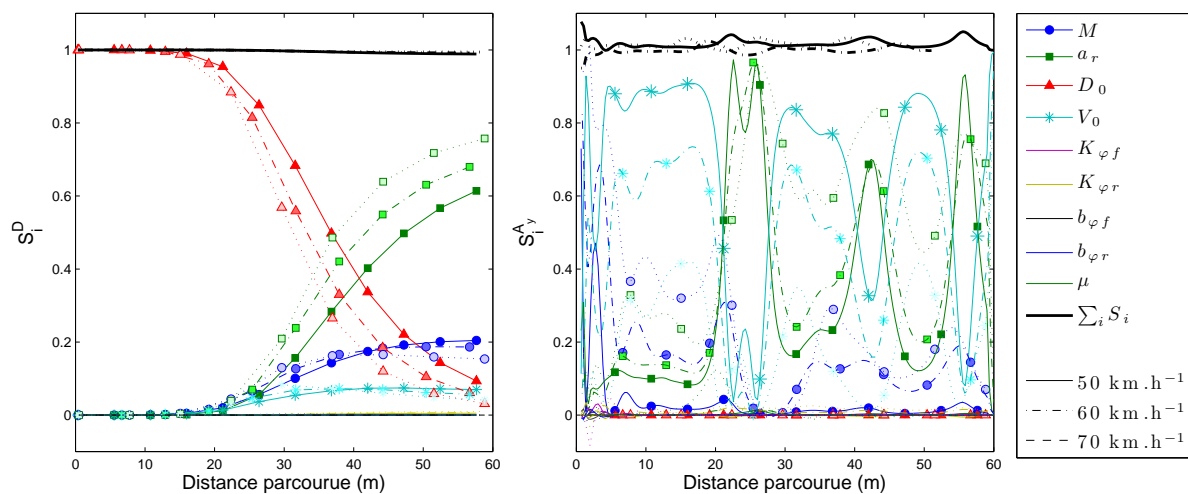 1
0.8
0.6
0.4
0.2
0
0 10 20 30 40 50 60
Distance parcourue (m)
S_i^D
1
0.8
0.6
0.4
0.2
0
0 10 20 30 40 50 60
Distance parcourue (m)
S_i^{A_y}
M
a_r
D_0
V_0
K_{φf}
K_{φr}
b_{φf}
b_{φr}
μ
∑_i S_i
50 km.h⁻¹
60 km.h⁻¹
70 km.h⁻¹